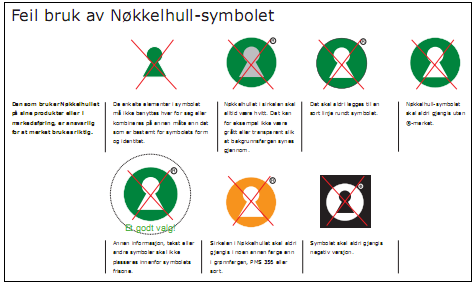 Feil bruk av Nøkkelhull-symbolet
®
®
®
Den som bruker Nøkkelhullet
på sine produkter eller i
markedsføring, er ansvarlig
for at merket brukes riktig.
De enkelte elementer i symbolet
må ikke benyttes hver for seg eller
kombineres på annen måte enn det
som er bestemt for symbolets form
og identitet.
Nøkkelhullet i sirkelen skal
alltid være hvitt. Det kan
for eksempel ikke være
grått eller transparent slik
at bakgrunnsfargen synes
gjennom.
Det skal aldri legges til en
sort linje rundt symbolet.
Nøkkelhull-symbolet
skal aldri gjengis uten
®-merket.
®
®
®
Et godt valg!
Annen informasjon, tekst eller
andre symboler skal ikke
plasseres innenfor symbolets
frisone.
Sirkelen i Nøkkelhullet skal aldri
gjengis i noen annen farge enn
i grønnfargen, PMS 356 eller
sort.
Symbolet skal aldri gjengis i
negativ versjon.